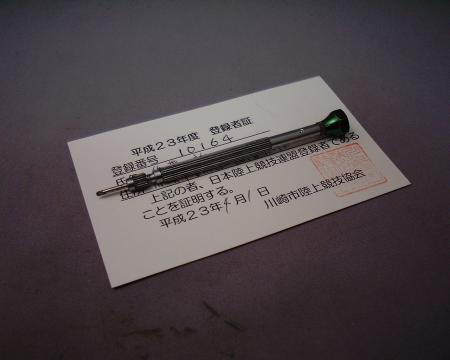 平成23年度 登録者証
登録番号 10164
氏
住
上記の者、日本陸上競技連盟登録者である
ことを証明する。
平成23年4月1日
川崎市陸上競技協会